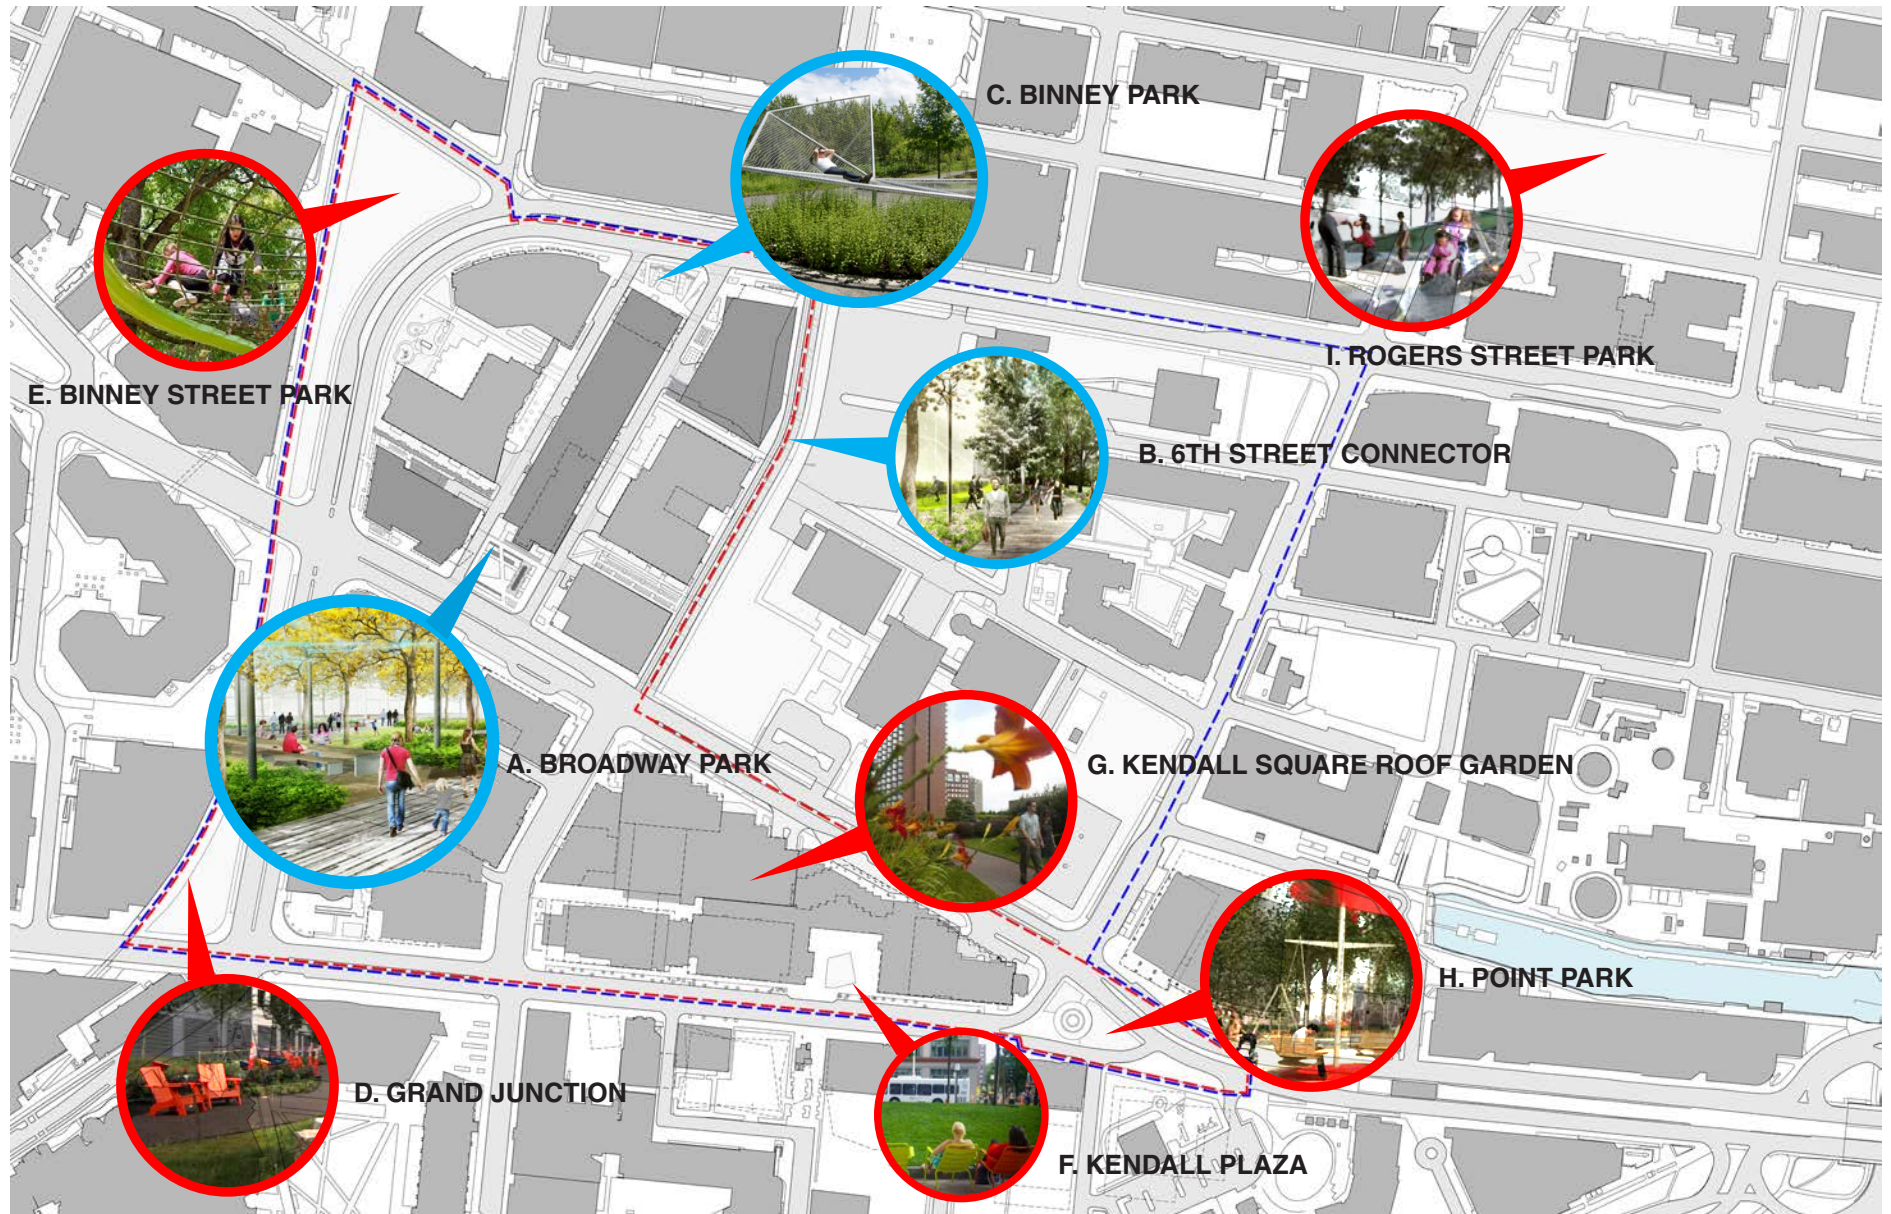 C. BINNEY PARK
I. ROGERS STREET PARK
E. BINNEY STREET PARK
B. 6TH STREET CONNECTOR
A. BROADWAY PARK
G. KENDALL SQUARE ROOF GARDEN
H. POINT PARK
D. GRAND JUNCTION
F. KENDALL PLAZA